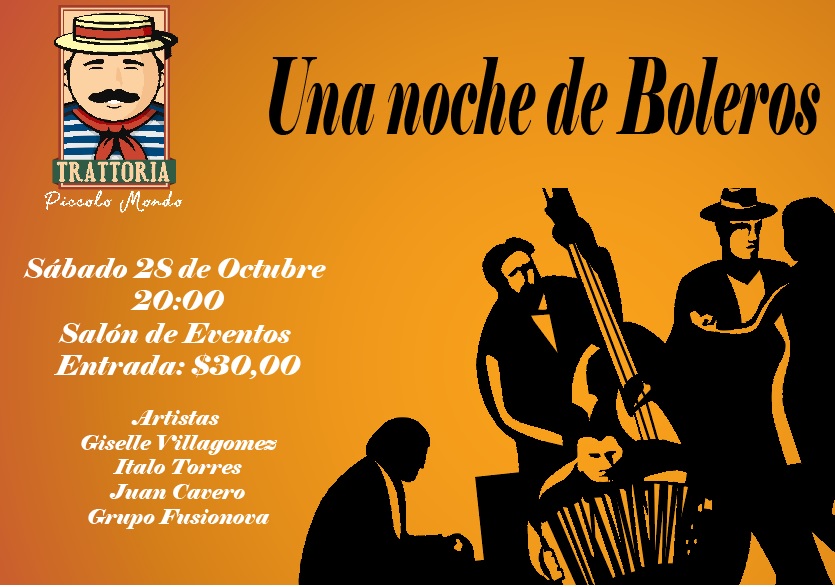 TRATTORIA
Piccolo Mondo
Una noche de Boleros
Sábado 28 de Octubre
20:00
Salón de Eventos
Entrada: $30,00
Artistas
Giselle Villagomez
Italo Torres
Juan Cavero
Grupo Fusionova